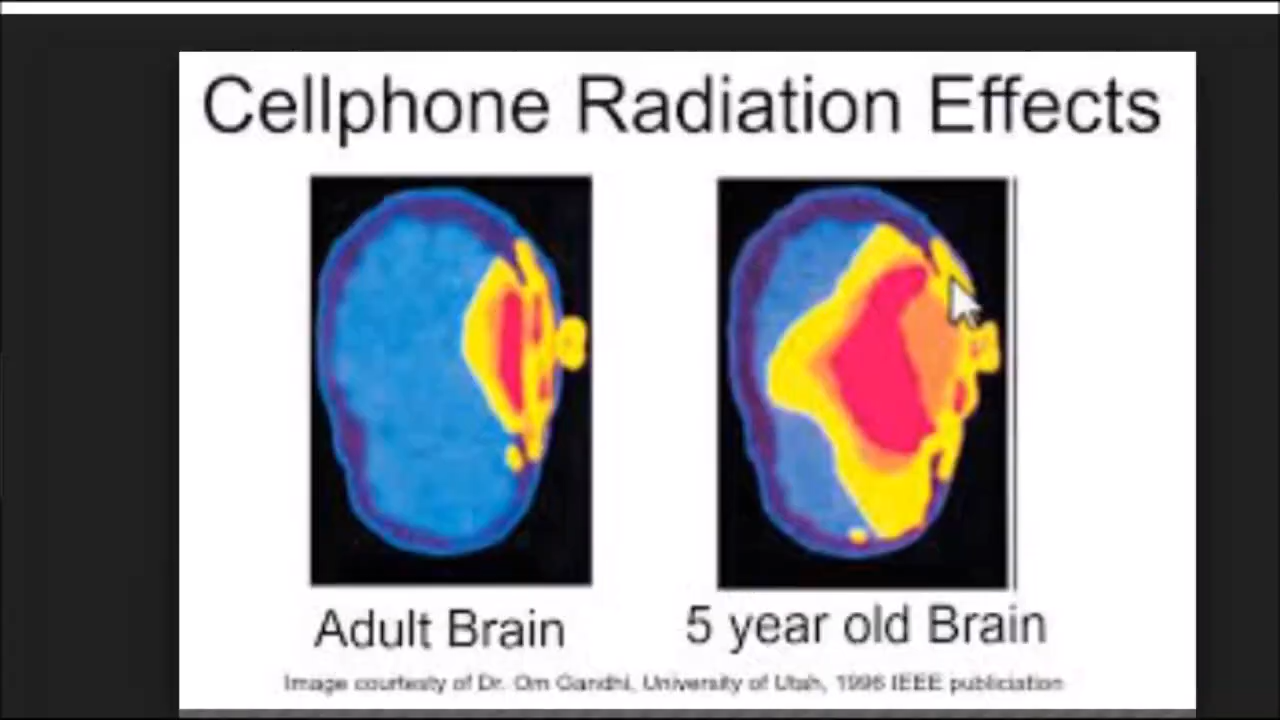 Cellphone Radiation Effects
Adult Brain
5 year old Brain
Image courtesty of Dr. Om Gandhi, University of Utah, 1996 IEEE publiciation